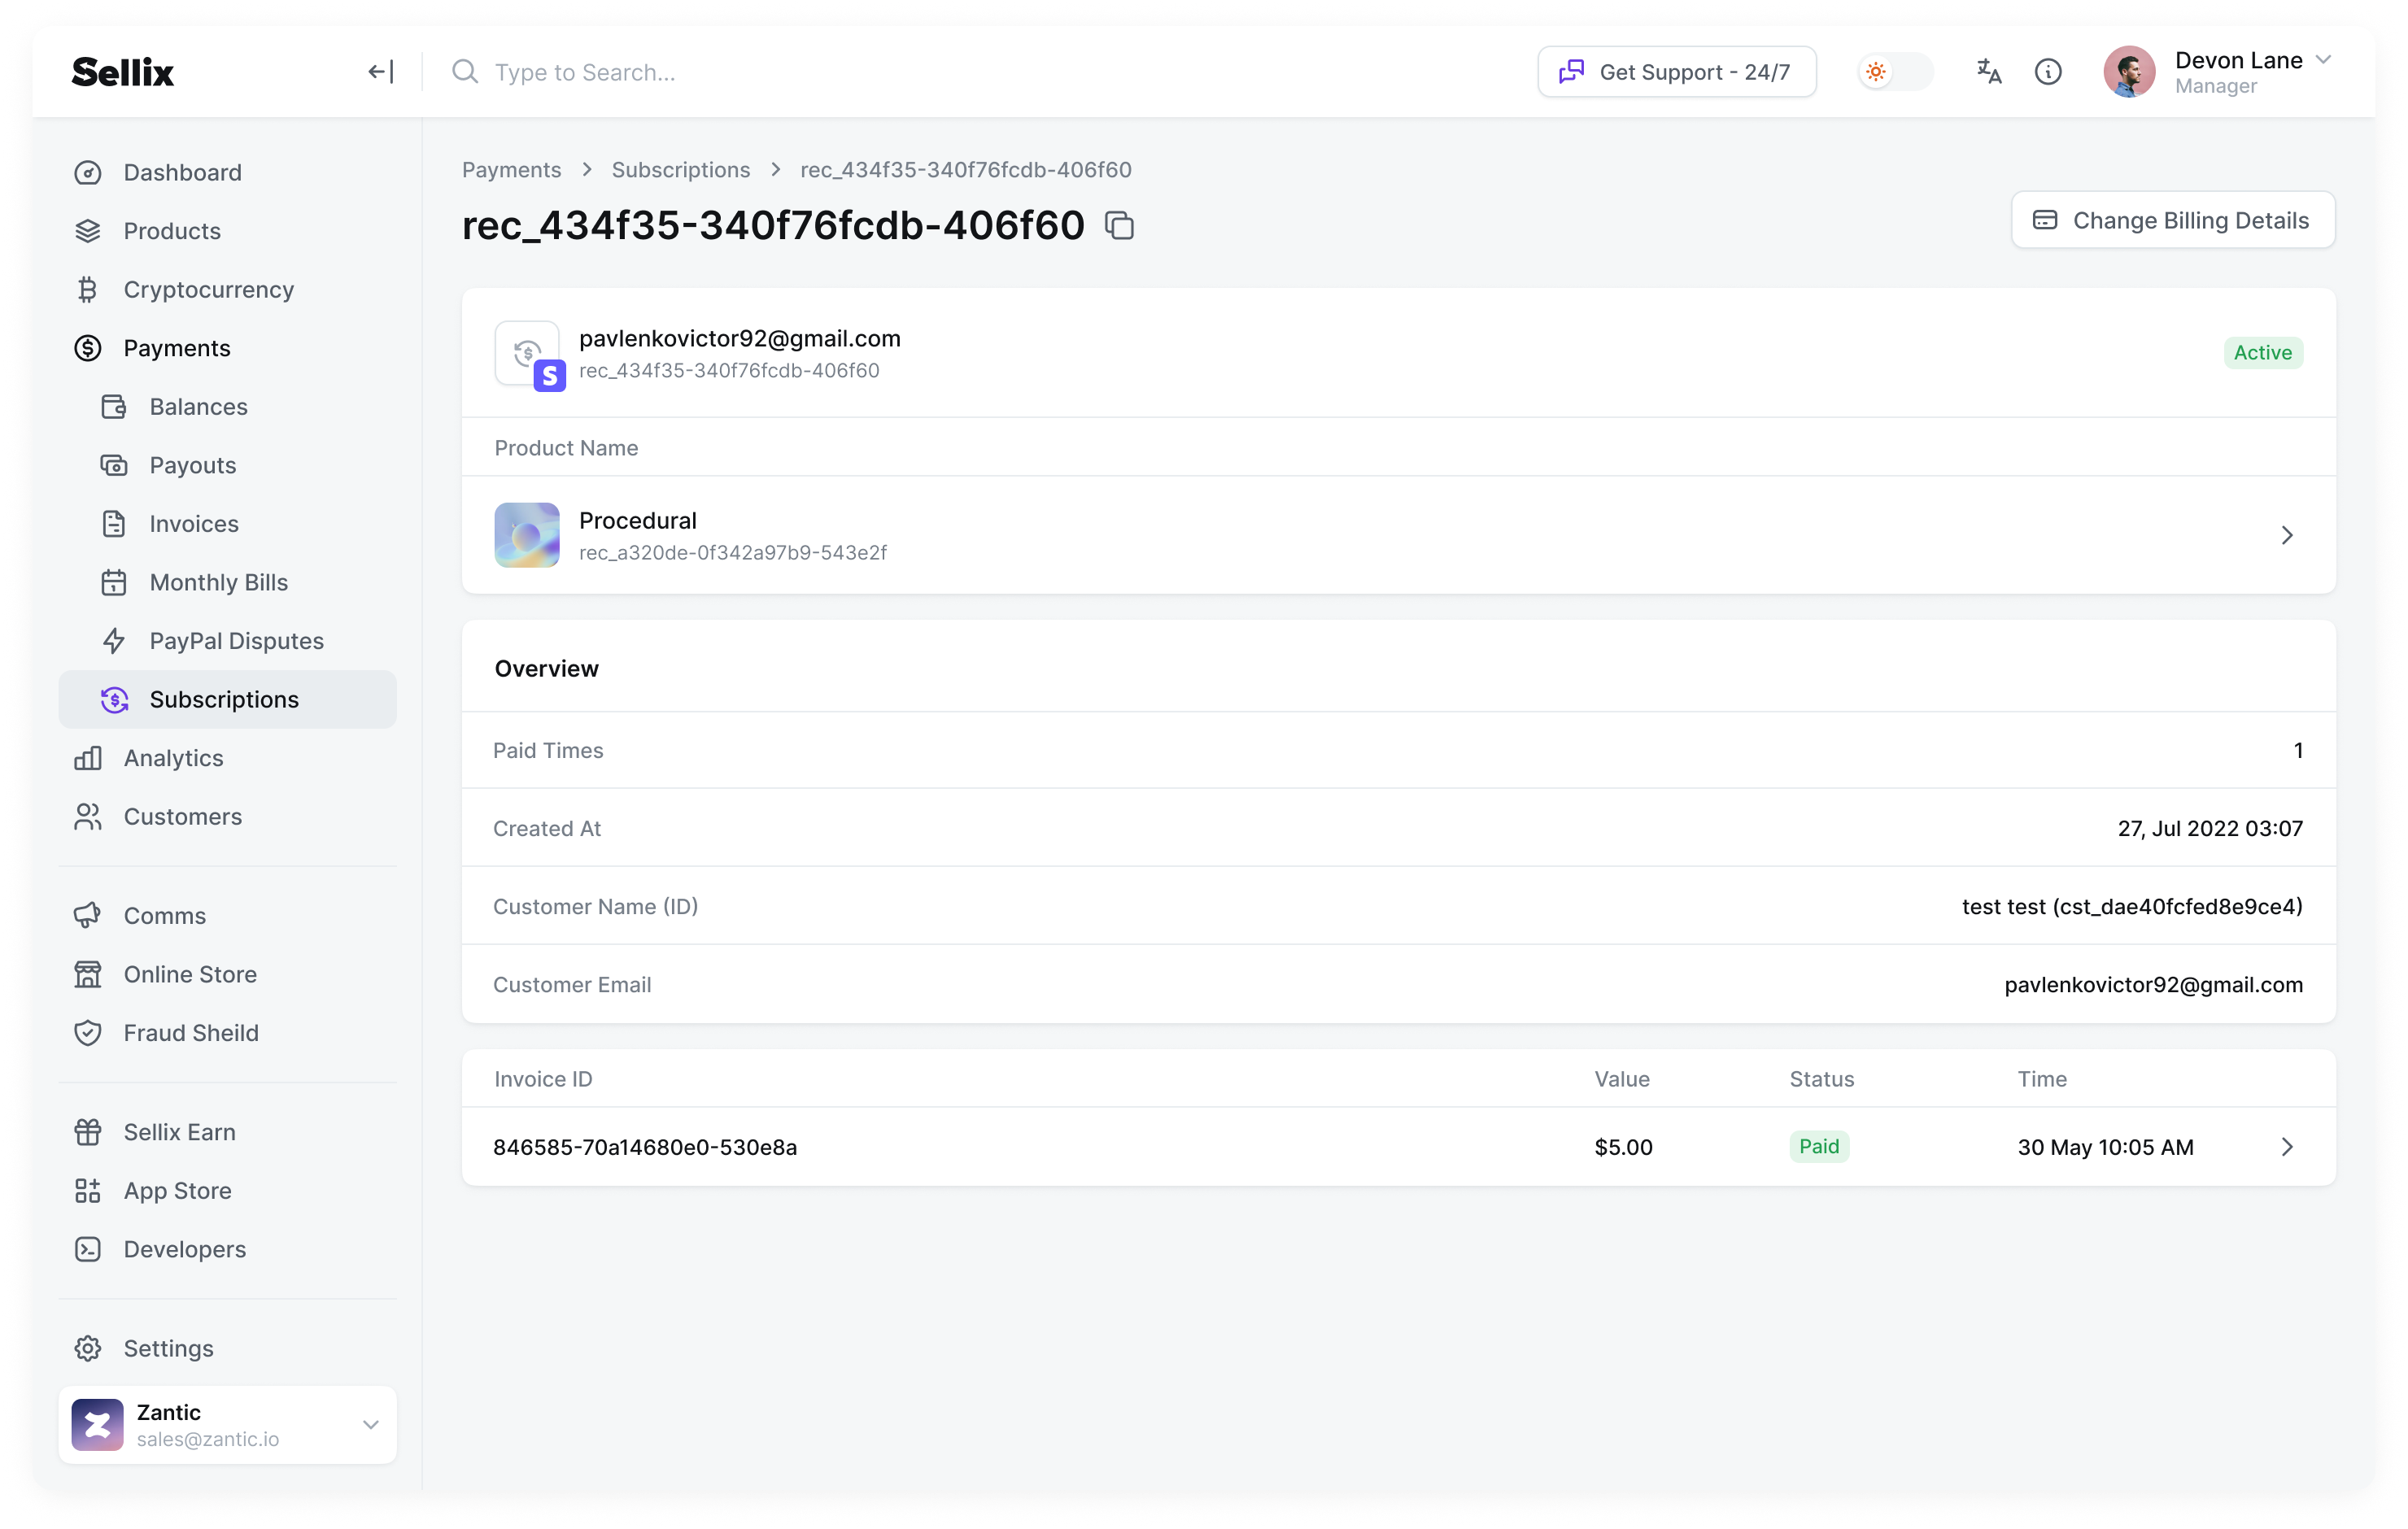 Sellix
Type to Search...
Get Support - 24/7
Devon Lane
Manager
Dashboard
Products
Cryptocurrency
Payments
Balances
Payouts
Invoices
Monthly Bills
PayPal Disputes
Subscriptions
Analytics
Customers
Comms
Online Store
Fraud Sheild
Sellix Earn
App Store
Developers
Settings
Zantic
sales@zantic.io
Payments > Subscriptions > rec_434f35-340f76fcdb-406f60
rec_434f35-340f76fcdb-406f60
Change Billing Details
pavlenkovictor92@gmail.com
rec_434f35-340f76fcdb-406f60
S
Active
Product Name
Procedural
rec_a320de-0f342a97b9-543e2f
Overview
Paid Times 1
Created At 27, Jul 2022 03:07
Customer Name (ID) test test (cst_dae40fcfed8e9ce4)
Customer Email pavlenkovictor92@gmail.com
Invoice ID Value Status Time
846585-70a14680e0-530e8a $5.00 Paid 30 May 10:05 AM